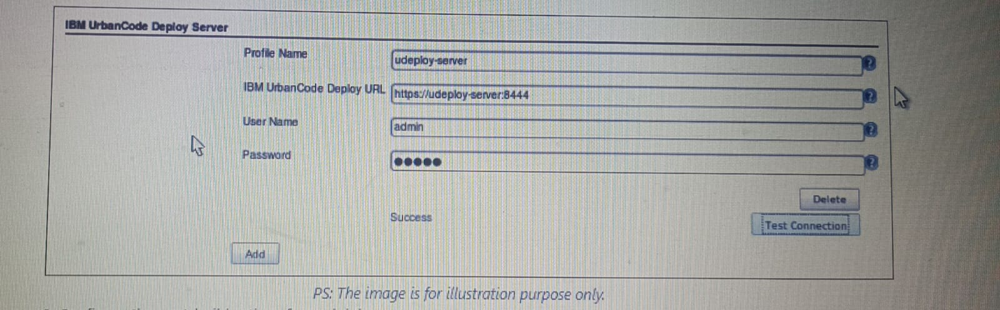 IBM UrbanCode Deploy Server
Profile Name
udeploy-server
IBM UrbanCode Deploy URL
https://udeploy-server:8444
User Name
admin
Password
●●●●●
Delete
Success
Test Connection
Add
PS: The image is for illustration purpose only.